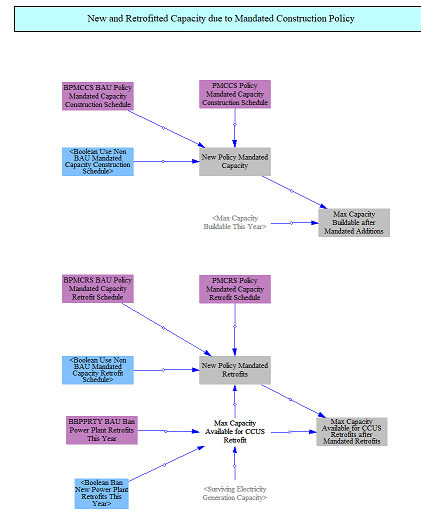 New and Retrofitted Capacity due to Mandated Construction Policy
BPMCCS BAU Policy
Mandated Capacity
Construction Schedule
PMCCS Policy
Mandated Capacity
Construction Schedule
<Boolean Use Non
BAU Mandated
Capacity Construction
Schedule>
New Policy Mandated
Capacity
<Max Capacity
Buildable This Year>
Max Capacity
Buildable after
Mandated Additions
BPMCRS BAU Policy
Mandated Capacity
Retrofit Schedule
PMCRS Policy
Mandated Capacity
Retrofit Schedule
<Boolean Use Non
BAU Mandated
Capacity Retrofit
Schedule>
New Policy Mandated
Retrofits
BBPPRTY BAU Ban
Power Plant Retrofits
This Year
Max Capacity
Available for CCUS
Retrofit
Max Capacity
Available for CCUS
Retrofits after
Mandated Retrofits
<Boolean Ban
New Power Plant
Retrofits This Year>
<Surviving Electricity
Generation Capacity>